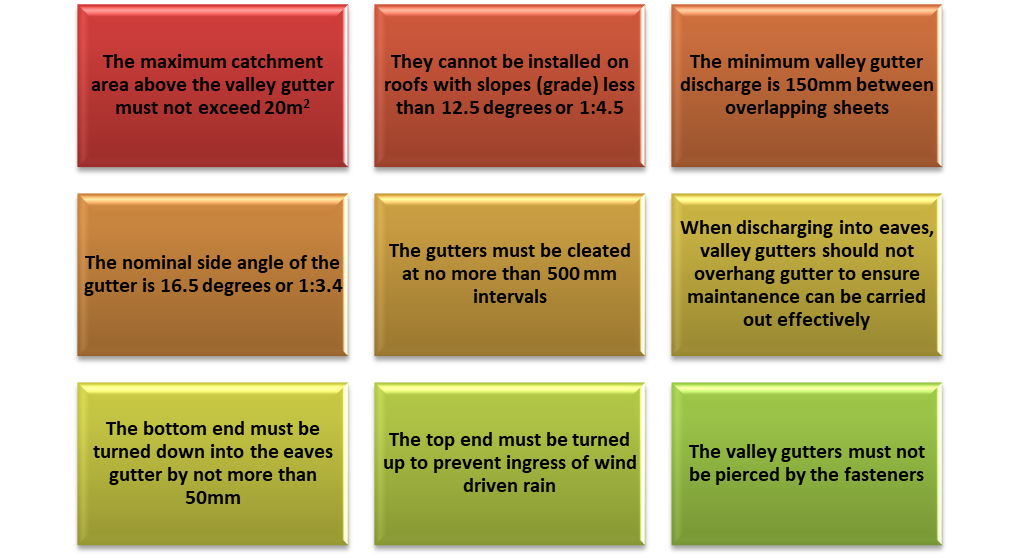 The maximum catchment
area above the valley gutter
must not exceed 20m²
They cannot be installed on
roofs with slopes (grade) less
than 12.5 degrees or 1:4.5
The minimum valley gutter
discharge is 150mm between
overlapping sheets
The nominal side angle of the
gutter is 16.5 degrees or 1:3.4
The gutters must be cleated
at no more than 500 mm
intervals
When discharging into eaves,
valley gutters should not
overhang gutter to ensure
maintanence can be carried
out effectively
The bottom end must be
turned down into the eaves
gutter by not more than
50mm
The top end must be turned
up to prevent ingress of wind
driven rain
The valley gutters must not
be pierced by the fasteners